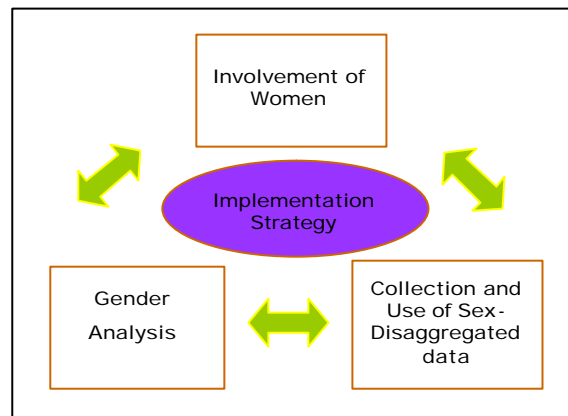 Involvement of
Women
Implementation
Strategy
Gender
Analysis
Collection and
Use of Sex-
Disaggregated
data